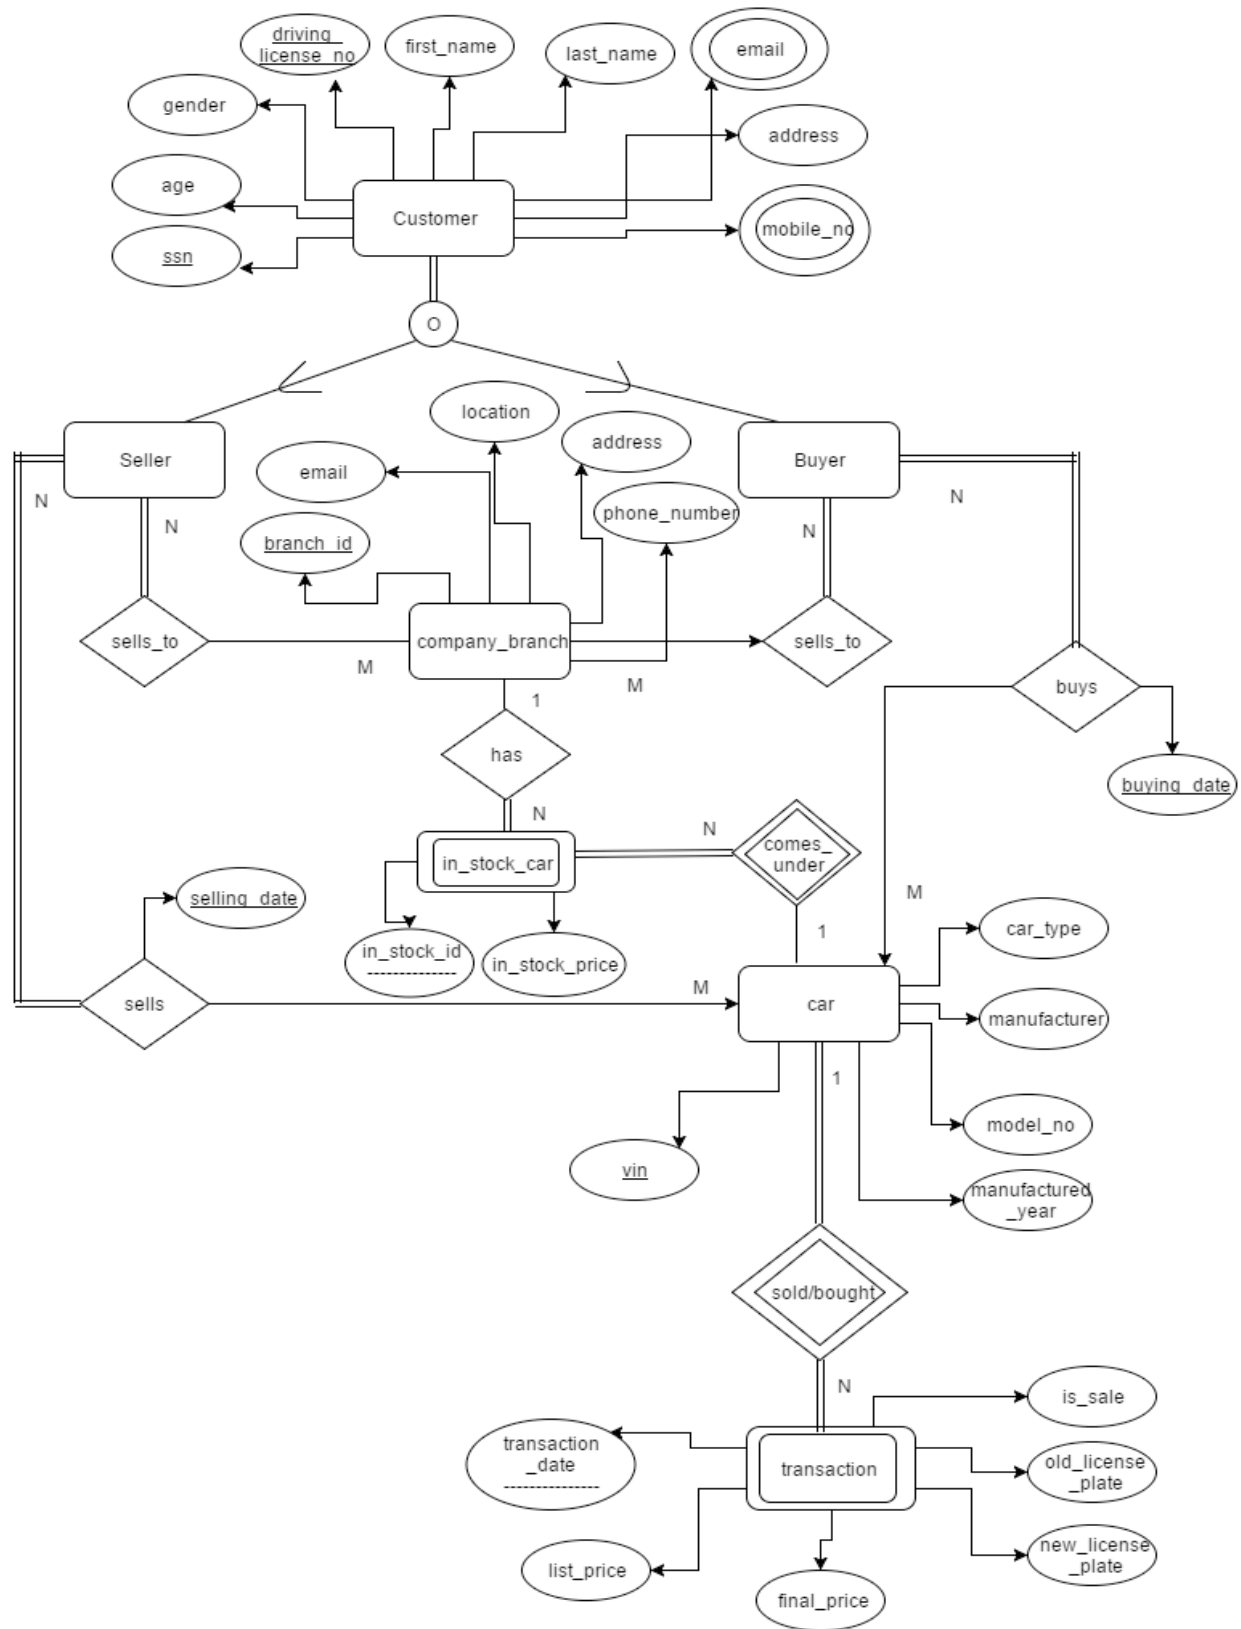 driving_
license_no
first_name
last_name
email
gender
address
age
Customer
mobile_no
ssn
O
location
address
Seller
email
Buyer
N
N
phone_number
N
N
branch_id
sells_to
company_branch
sells_to
M
M
buys
1
has
buying_date
N
N
comes_
under
in_stock_car
selling_date
M
car_type
1
in_stock_id
--------------
in_stock_price
M
sells
car
manufacturer
1
model_no
vin
manufactured
_year
sold/bought
N
is_sale
transaction
_date
---------------
transaction
old_license
_plate
list_price
new_license
_plate
final_price